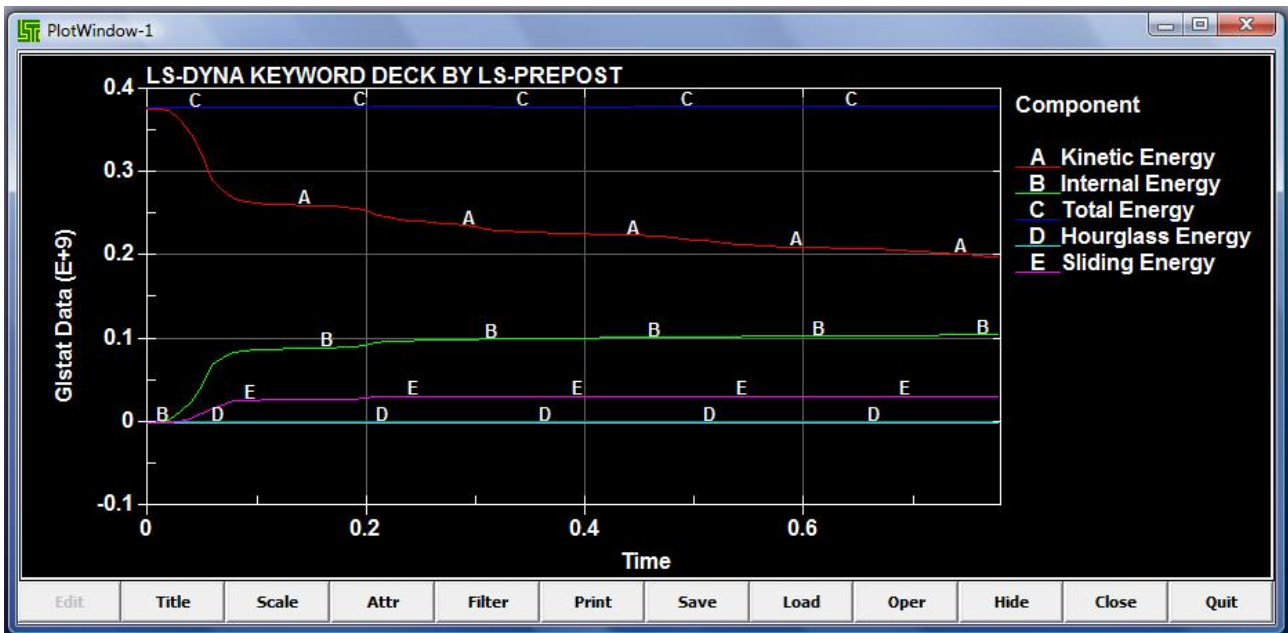 PlotWindow-1
LS-DYNA KEYWORD DECK BY LS-PREPOST
0.4
0.3
0.2
0.1
0
-0.1
Glstat Data (E+9)
C C C C C
A A A A A
B B B B B B
E E E E E
D D D D D
0 0.2 0.4 0.6
Time
Component
A Kinetic Energy
B Internal Energy
C Total Energy
D Hourglass Energy
E Sliding Energy
Edit Title Scale Attr Filter Print Save Load Oper Hide Close Quit